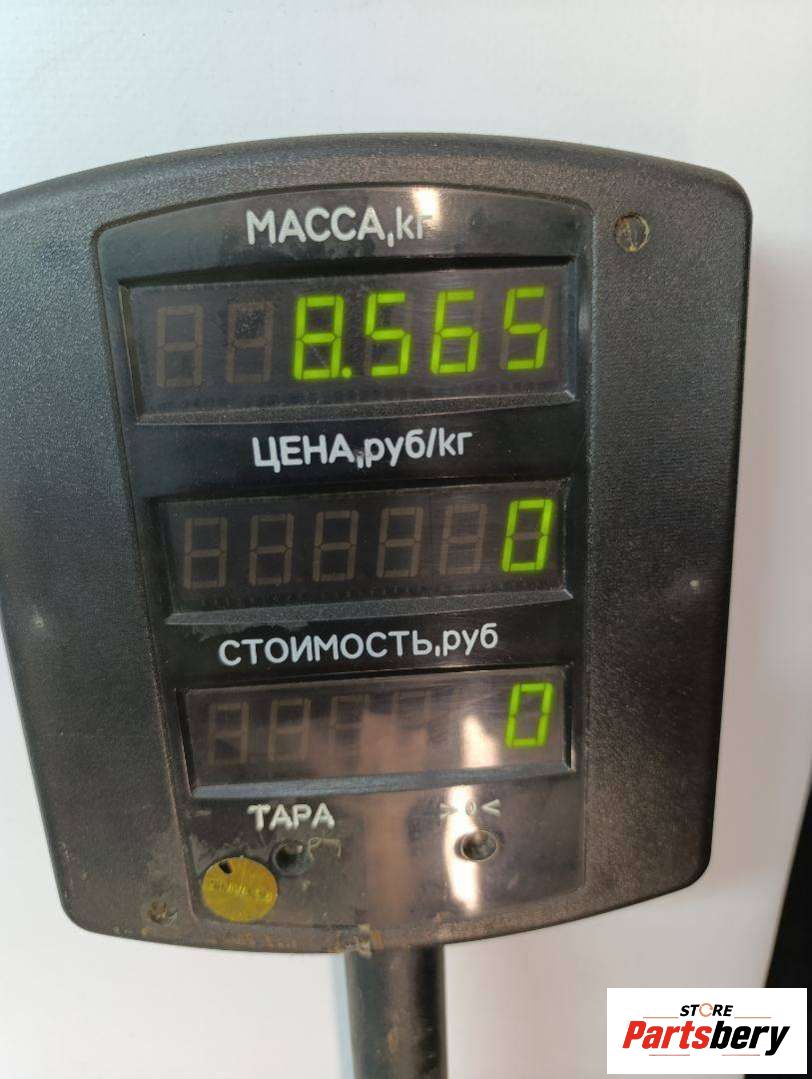 МАССА,кг
8.565
ЦЕНА,руб/кг
0
СТОИМОСТЬ,руб
0
ТАРА >0<
STORE
Partsbery